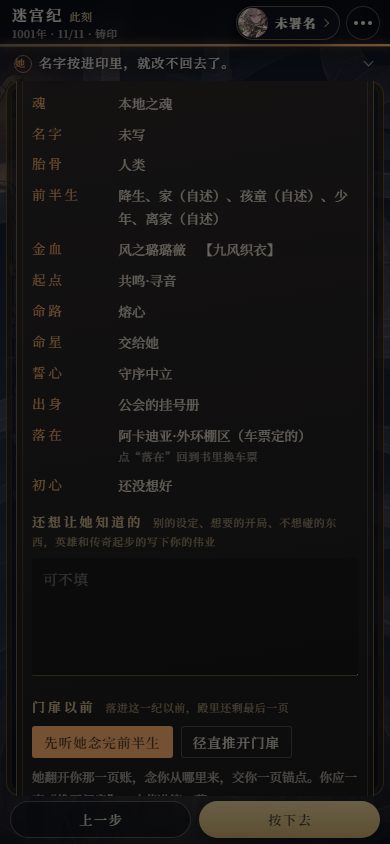 迷宫纪 此刻
1001年 · 11/11 · 铸印
未署名
她 名字按进印里，就改不回去了。
魂 本地之魂
名字 未写
胎骨 人类
前半生 降生、家（自述）、孩童（自述）、少
年、离家（自述）
金血 风之璐璐薇 【九风织衣】
起点 共鸣·寻音
命路 熔心
命星 交给她
誓心 守序中立
出身 公会的挂号册
落在 阿卡迪亚·外环棚区（车票定的）
点“落在”回到书里换车票
初心 还没想好
还想让她知道的 别的设定、想要的开局、不想碰的东
西，英雄和传奇起步的写下你的伟业
可不填
门扉以前 落进这一纪以前，殿里还剩最后一页
先听她念完前半生 径直推开门扉
她翻开你那一页账，念你从哪里来，交你一页锚点。你应一
上一步 按下去